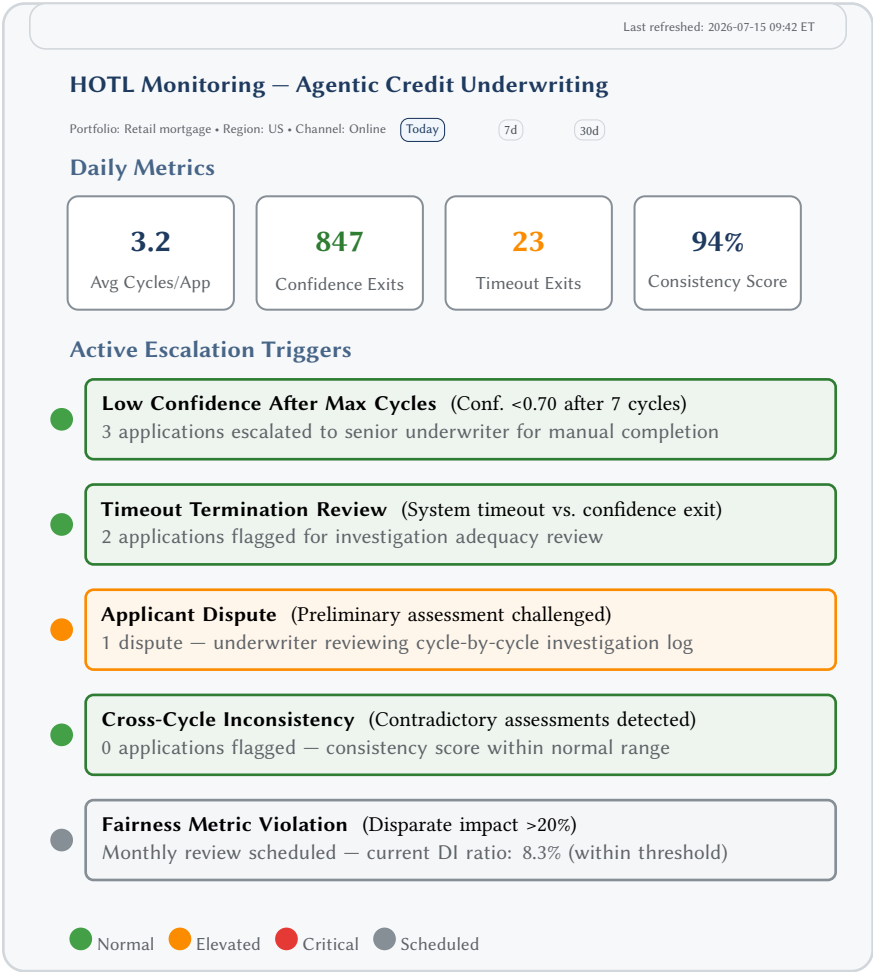 Last refreshed: 2026-07-15 09:42 ET
HOTL Monitoring — Agentic Credit Underwriting
Portfolio: Retail mortgage • Region: US • Channel: Online Today 7d 30d
Daily Metrics
3.2
Avg Cycles/App
847
Confidence Exits
23
Timeout Exits
94%
Consistency Score
Active Escalation Triggers
Low Confidence After Max Cycles (Conf. <0.70 after 7 cycles)
3 applications escalated to senior underwriter for manual completion
Timeout Termination Review (System timeout vs. confidence exit)
2 applications flagged for investigation adequacy review
Applicant Dispute (Preliminary assessment challenged)
1 dispute — underwriter reviewing cycle-by-cycle investigation log
Cross-Cycle Inconsistency (Contradictory assessments detected)
0 applications flagged — consistency score within normal range
Fairness Metric Violation (Disparate impact >20%)
Monthly review scheduled — current DI ratio: 8.3% (within threshold)
Normal Elevated Critical Scheduled